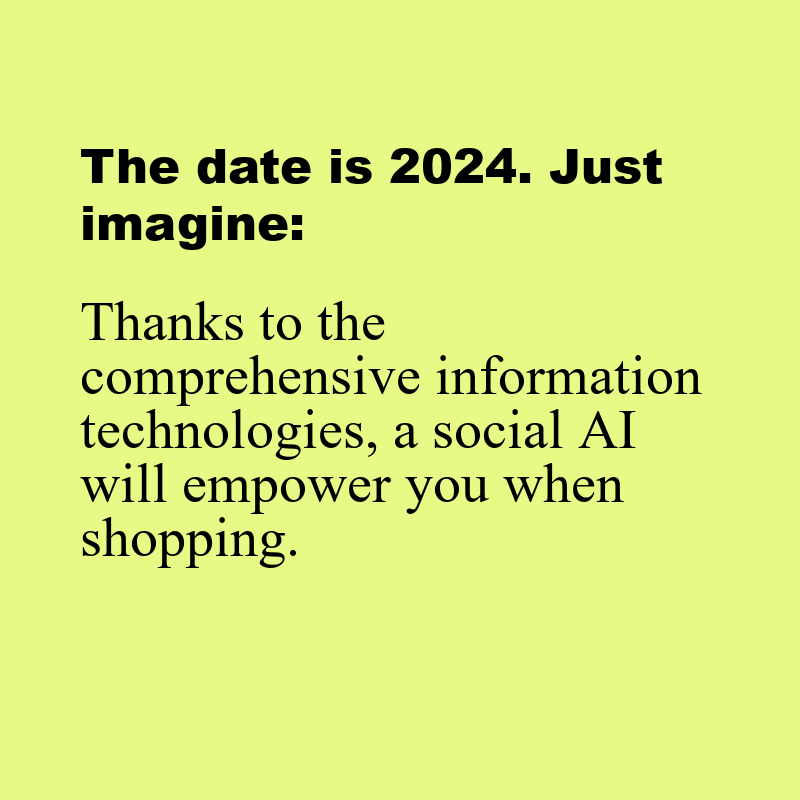 The date is 2024. Just
imagine:
Thanks to the
comprehensive information
technologies, a social AI
will empower you when
shopping.